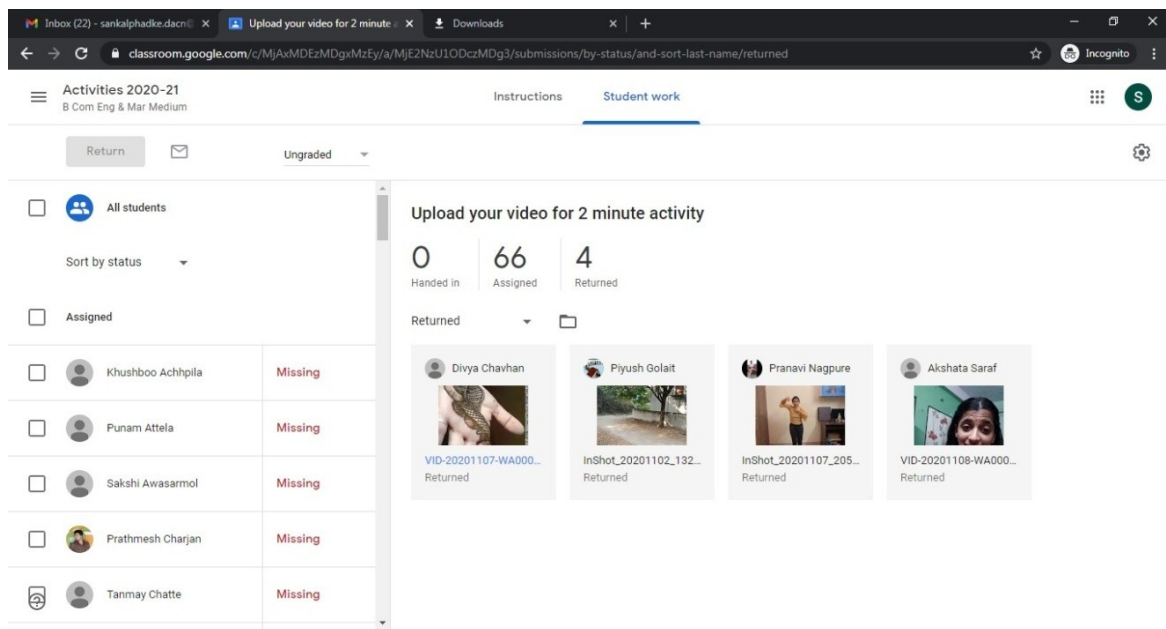 Inbox (22) - sankalphadke.dacn@
Upload your video for 2 minute a
Downloads
classroom.google.com/c/MjAxMDEzMDgxMzEy/a/MjE2NzU1ODczMDg3/submissions/by-status/and-sort-last-name/returned
Incognito
Activities 2020-21
B Com Eng & Mar Medium
Instructions
Student work
S
Return
Ungraded
All students
Sort by status
Assigned
Khushboo Achhpila
Missing
Punam Attela
Missing
Sakshi Awasarmol
Missing
Prathmesh Charjan
Missing
Tanmay Chatte
Missing
Upload your video for 2 minute activity
0 66 4
Handed in Assigned Returned
Returned
Divya Chavhan
VID-20201107-WA000...
Returned
Piyush Golait
InShot_20201102_132...
Returned
Pranavi Nagpure
InShot_20201107_205...
Returned
Akshata Saraf
VID-20201108-WA000...
Returned